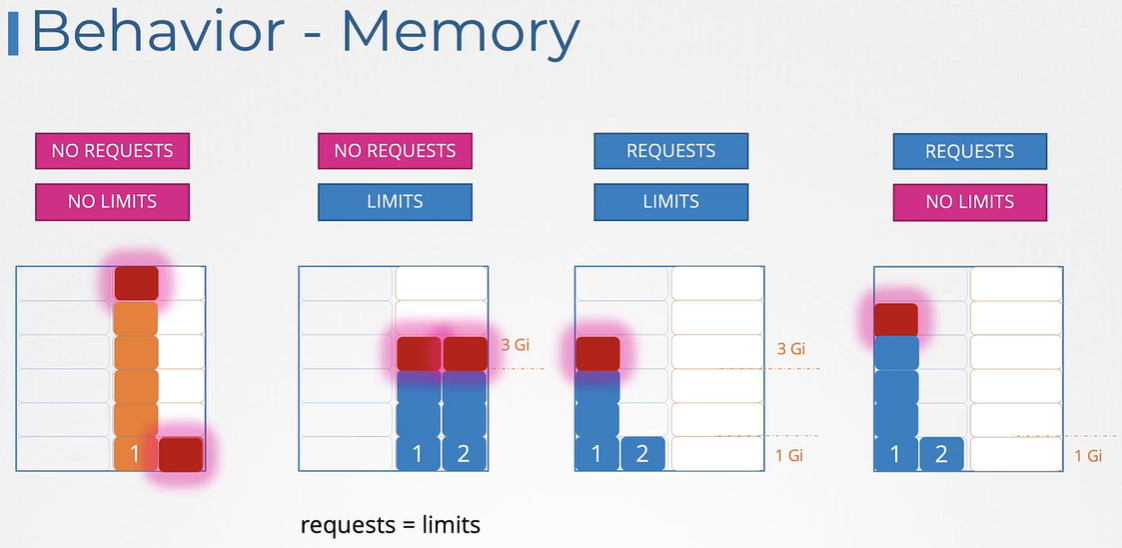 Behavior - Memory
NO REQUESTS
NO LIMITS
1
NO REQUESTS
LIMITS
3 Gi
1 2
requests = limits
REQUESTS
LIMITS
3 Gi
1 2
1 Gi
REQUESTS
NO LIMITS
1 2
1 Gi